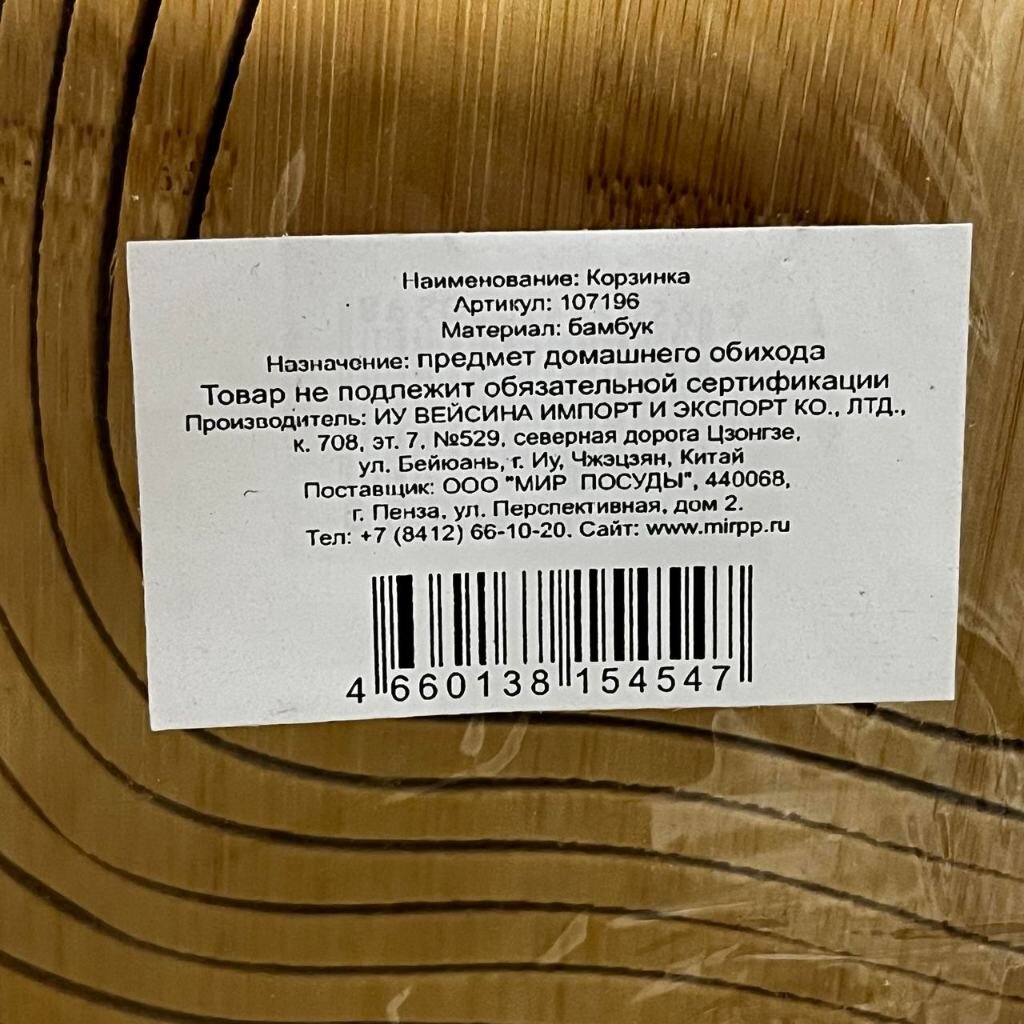 Наименование: Корзинка
Артикул: 107196
Материал: бамбук
Назначение: предмет домашнего обихода
Товар не подлежит обязательной сертификации
Производитель: ИУ ВЕЙСИНА ИМПОРТ И ЭКСПОРТ КО., ЛТД.,
к. 708, эт. 7, №529, северная дорога Цзонгзе,
ул. Бейюань, г. Иу, Чжэцзян, Китай
Поставщик: ООО "МИР ПОСУДЫ", 440068,
г. Пенза, ул. Перспективная, дом 2.
Тел: +7 (8412) 66-10-20. Сайт: www.mirpp.ru
4 660138 154547